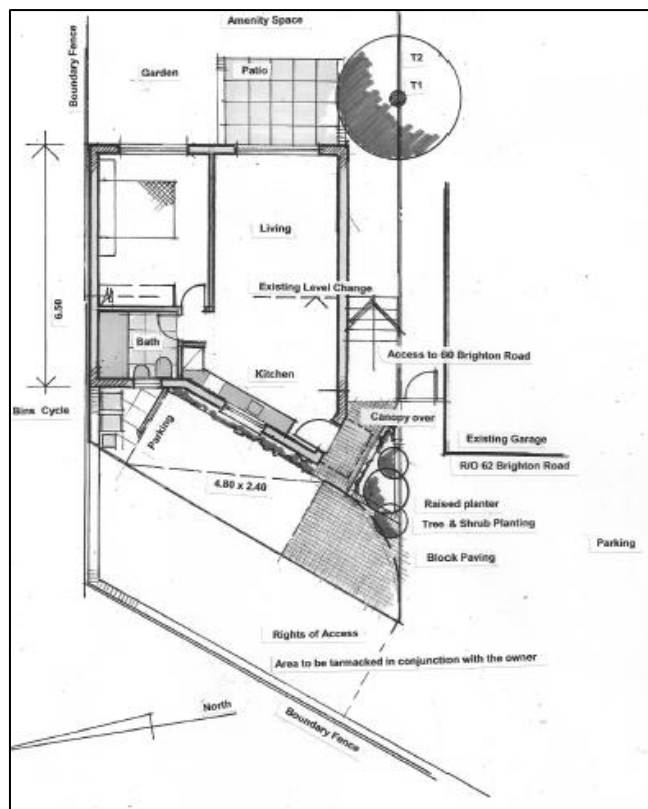 Amenity Space
Boundary Fence
Garden
Patio
T2
T1
Living
Existing Level Change
6.50
Bath
Access to 60 Brighton Road
Kitchen
Bins Cycle
Parking
Canopy over
Existing Garage
R/O 62 Brighton Road
4.80 x 2.40
Raised planter
Tree & Shrub Planting
Parking
Blocik Paving
Rights of Access
Area to be tarmacked in conjunction with the owner
North
Boundary Fence